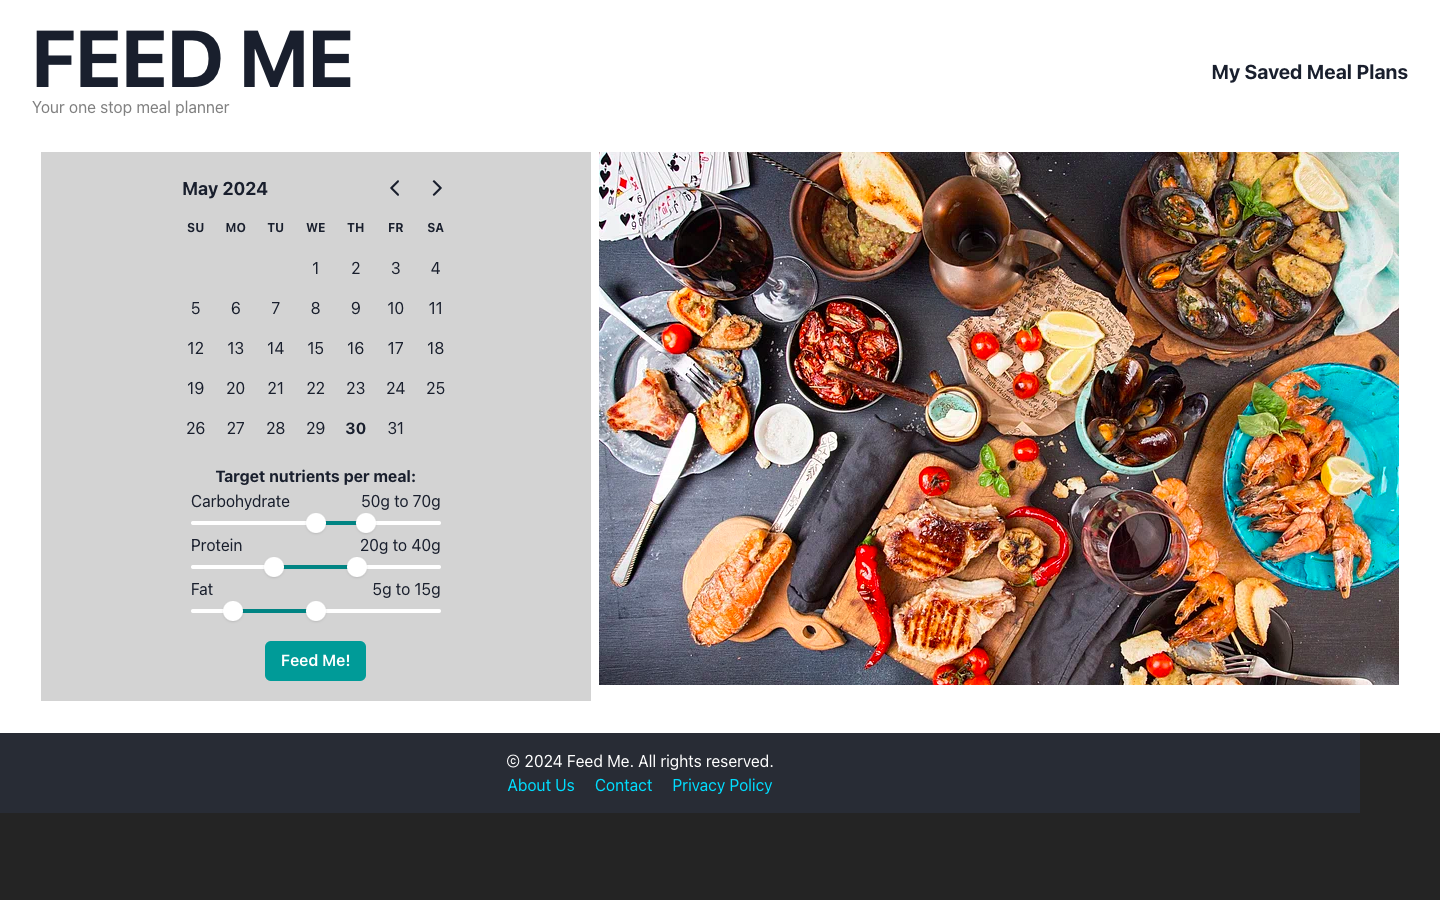 FEED ME
Your one stop meal planner
My Saved Meal Plans
May 2024
SU MO TU WE TH FR SA
1 2 3 4
5 6 7 8 9 10 11
12 13 14 15 16 17 18
19 20 21 22 23 24 25
26 27 28 29 30 31
Target nutrients per meal:
Carbohydrate 50g to 70g
Protein 20g to 40g
Fat 5g to 15g
Feed Me!
© 2024 Feed Me. All rights reserved.
About Us Contact Privacy Policy